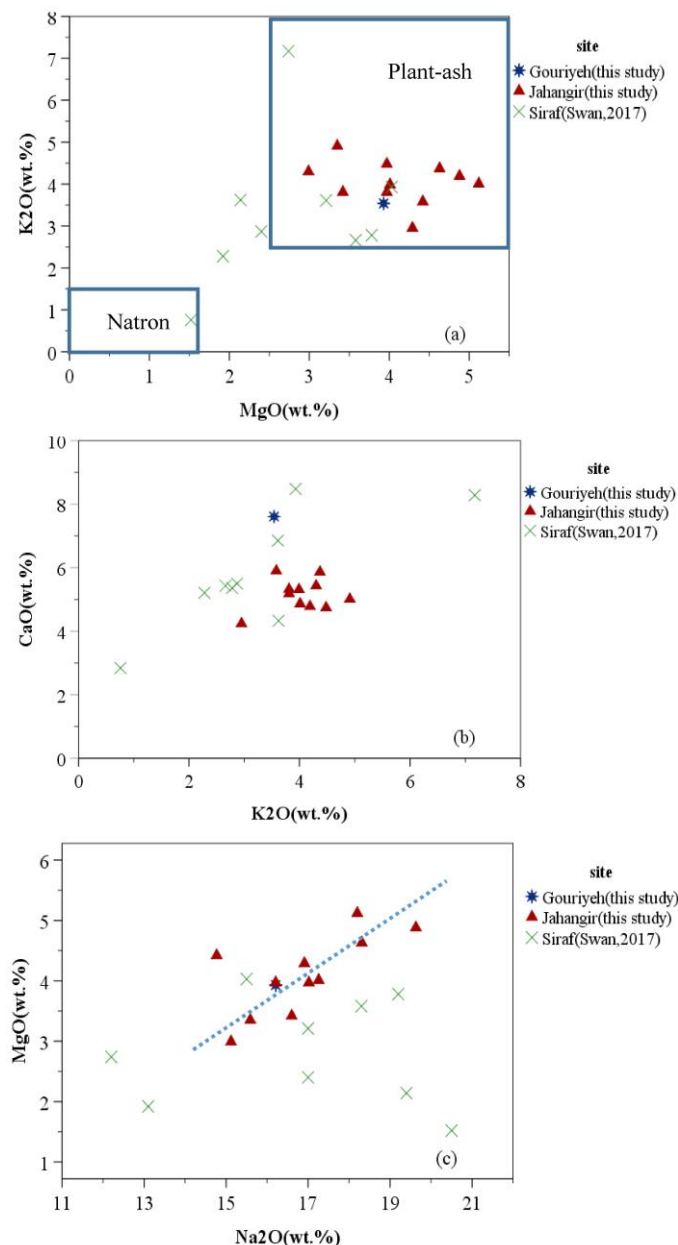 8
7
6
5
4
3
2
1
0
K2O(wt.%)
Plant-ash
Natron
(a)
0 1 2 3 4 5
MgO(wt.%)
site
Gouriyeh(this study)
Jahangir(this study)
Siraf(Swan,2017)
10
8
6
4
2
0
CaO(wt.%)
(b)
0 2 4 6 8
K2O(wt.%)
site
Gouriyeh(this study)
Jahangir(this study)
Siraf(Swan,2017)
6
5
4
3
2
1
MgO(wt.%)
(c)
11 13 15 17 19 21
Na2O(wt.%)
site
Gouriyeh(this study)
Jahangir(this study)
Siraf(Swan,2017)